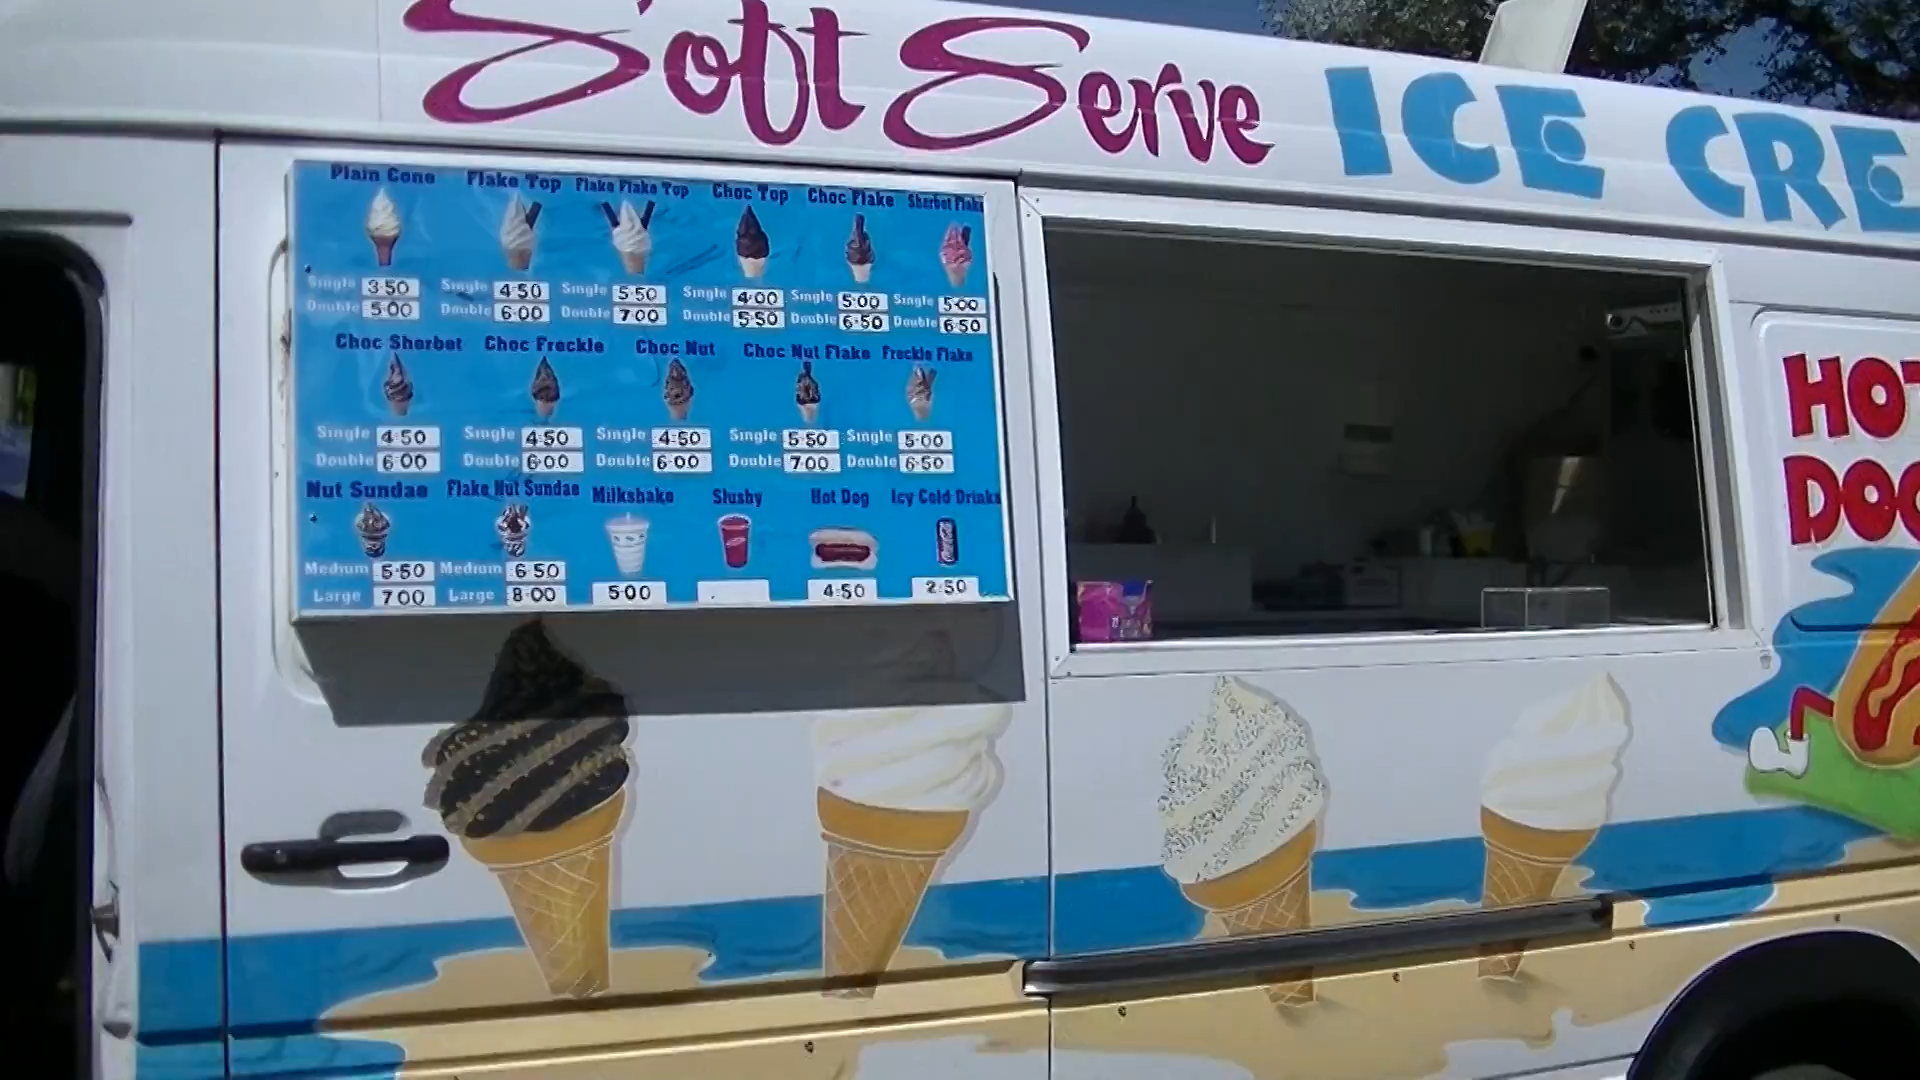 Soft Serve ICE CRE
Plain Cone Flake Top Flake Flake Top Choc Top Choc Flake Sherbet Flake
Single 3.50 Single 4.50 Single 5.50 Single 4.00 Single 5.00 Single 5.00
Double 5.00 Double 6.00 Double 7.00 Double 5.50 Double 6.50 Double 6.50
Choc Sherbet Choc Freckle Choc Nut Choc Nut Flake Freckle Flake
Single 4.50 Single 4.50 Single 4.50 Single 5.50 Single 5.00
Double 6.00 Double 6.00 Double 6.00 Double 7.00 Double 6.50
Nut Sundae Flake Nut Sundae Milkshake Slushy Hot Dog Icy Cold Drinks
Medium 5.50 Medium 6.50
Large 7.00 Large 8.00 5.00 4.50 2.50
HOT
DOG